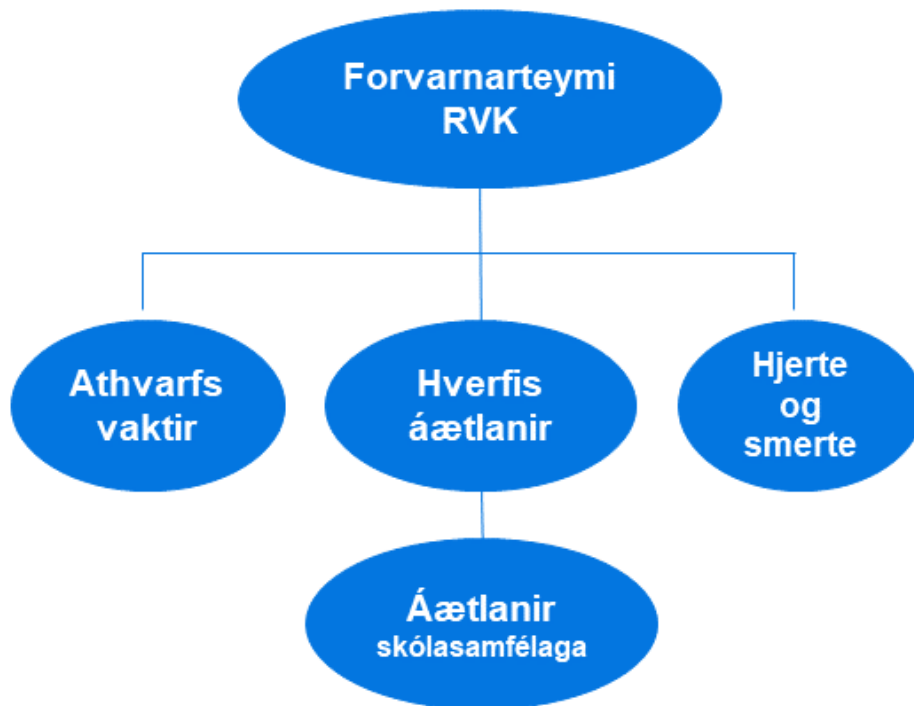 Forvarnarteymi
RVK
Athvarfs
vaktir
Hverfis
áætlanir
Hjerte
og
smerte
Áætlanir
skólasamfélaga